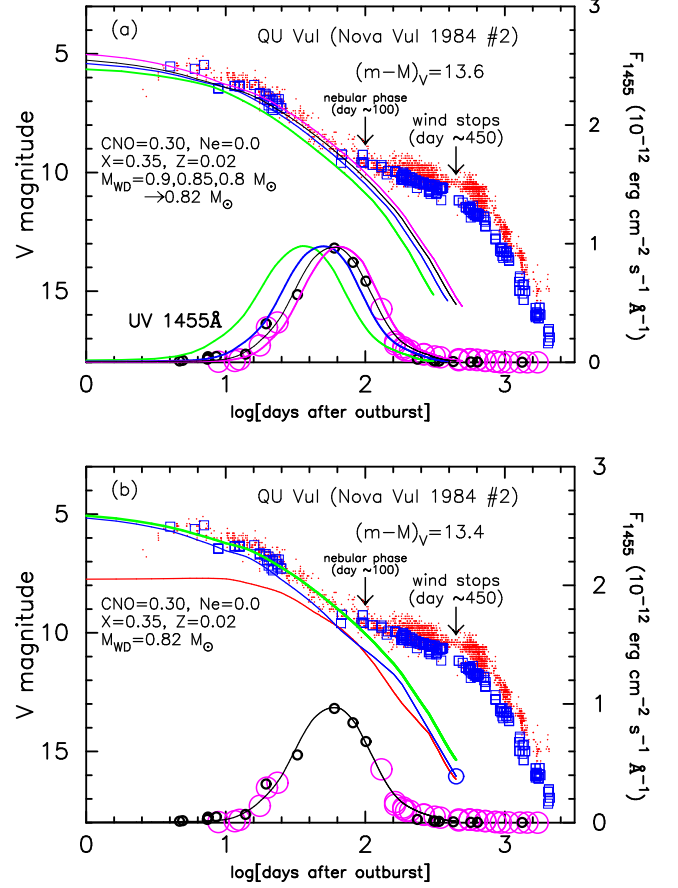 (a)
QU Vul (Nova Vul 1984 #2)
(m−M)V=13.6
nebular phase
(day ~100)
wind stops
(day ~450)
CNO=0.30, Ne=0.0
X=0.35, Z=0.02
MWD=0.9,0.85,0.8 M⊙
→0.82 M⊙
UV 1455Å
V magnitude
5
10
15
3
2
1
0
F1455 (10−12 erg cm−2 s−1 Å−1)
0 1 2 3
log[days after outburst]
(b)
QU Vul (Nova Vul 1984 #2)
(m−M)V=13.4
nebular phase
(day ~100)
wind stops
(day ~450)
CNO=0.30, Ne=0.0
X=0.35, Z=0.02
MWD=0.82 M⊙
V magnitude
5
10
15
3
2
1
0
F1455 (10−12 erg cm−2 s−1 Å−1)
0 1 2 3
log[days after outburst]